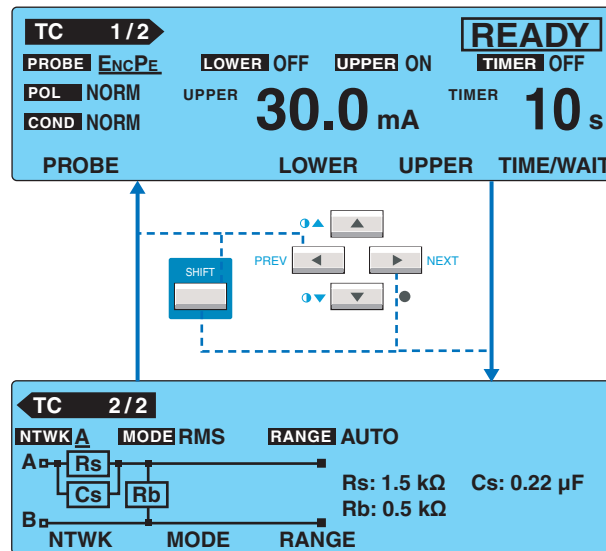 TC 1/2 READY
PROBE ENCPE LOWER OFF UPPER ON TIMER OFF
POL NORM UPPER 30.0 mA TIMER 10 s
COND NORM
PROBE LOWER UPPER TIME/WAIT
SHIFT PREV NEXT
TC 2/2
NTWK A MODE RMS RANGE AUTO
A Rs
Cs Rb Rs: 1.5 kΩ Cs: 0.22 µF
Rb: 0.5 kΩ
B
NTWK MODE RANGE